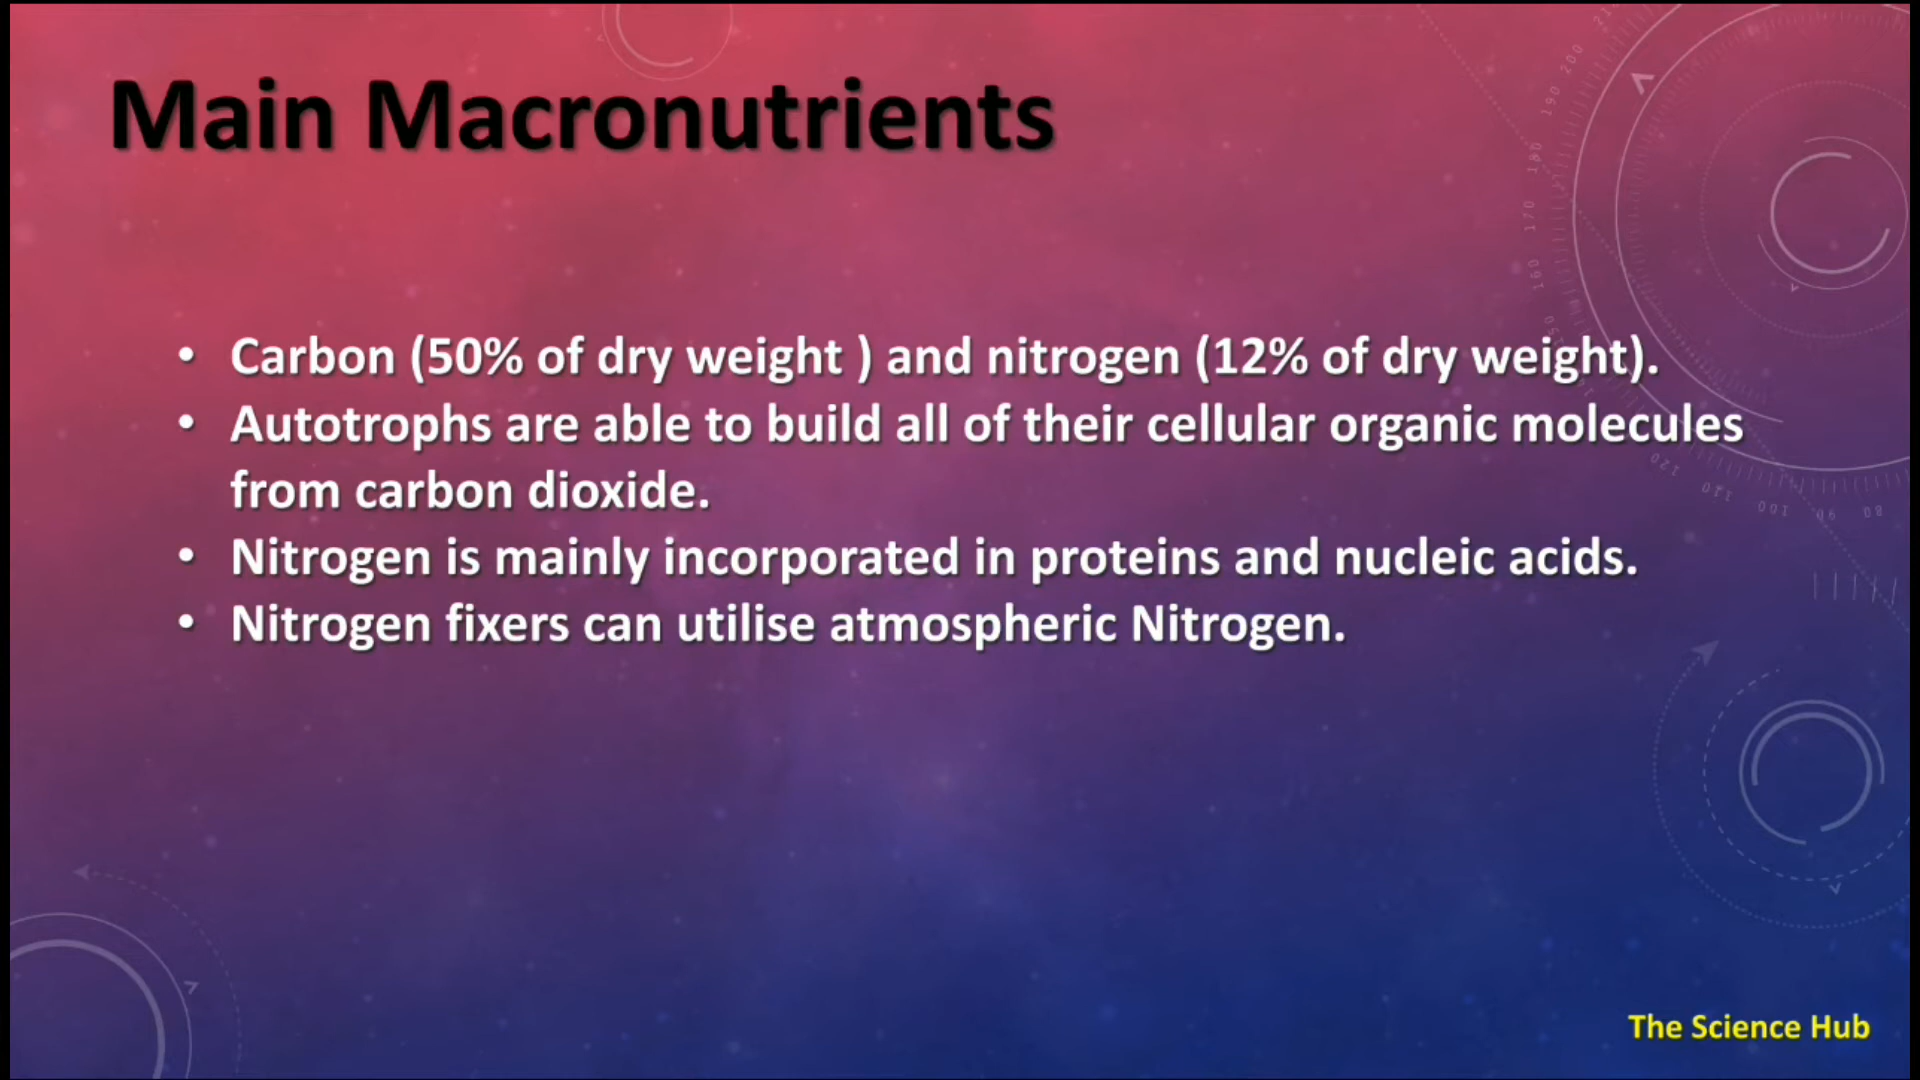 Main Macronutrients
• Carbon (50% of dry weight ) and nitrogen (12% of dry weight).
• Autotrophs are able to build all of their cellular organic molecules
from carbon dioxide.
• Nitrogen is mainly incorporated in proteins and nucleic acids.
• Nitrogen fixers can utilise atmospheric Nitrogen.
The Science Hub